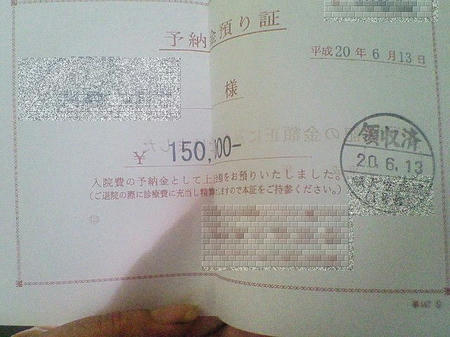 予納金預り証
平成20年6月13日
様
¥ 150,000-
領収済
20.6.13
入院費の予納金として上記金額をお預りいたしました。
(ご退院の際に診療費に充当し精算しますので本証をご持参ください。)